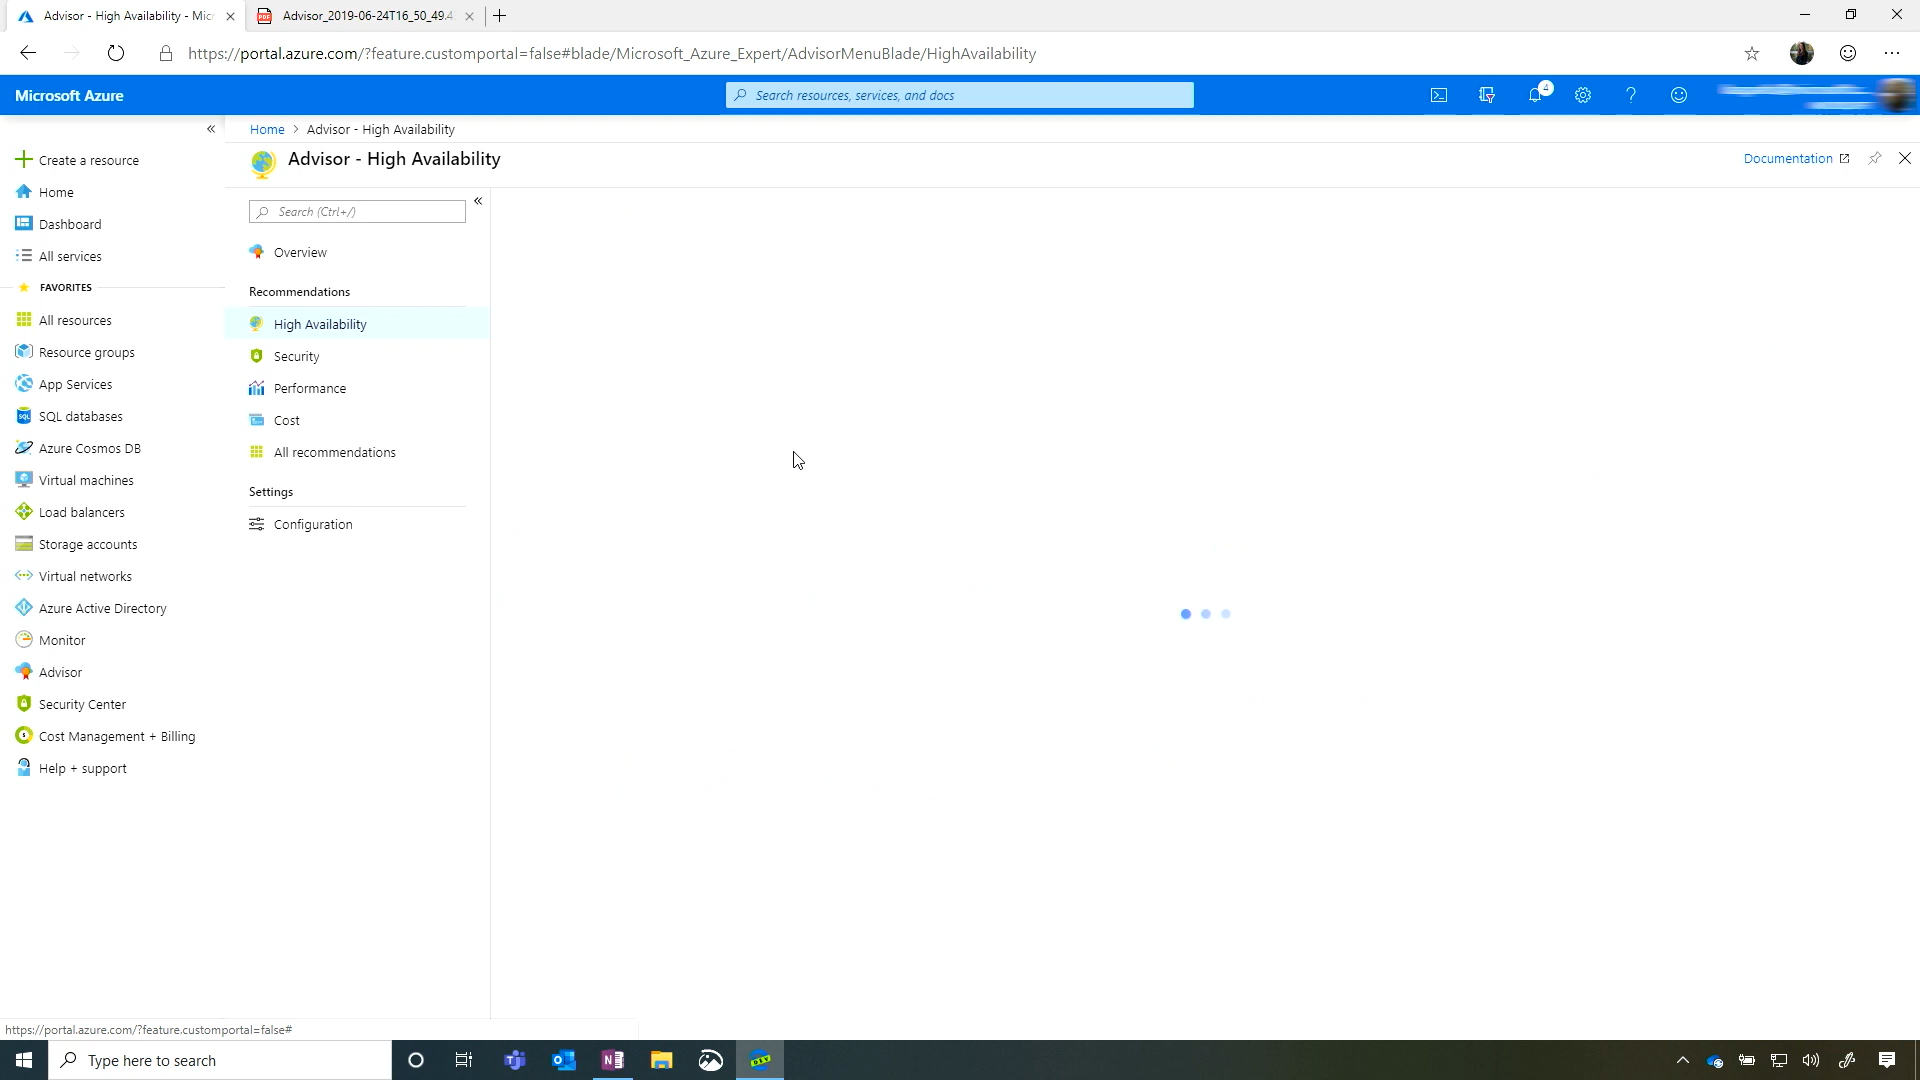 Advisor - High Availability - Micr
Advisor_2019-06-24T16_50_49.4
https://portal.azure.com/?feature.customportal=false#blade/Microsoft_Azure_Expert/AdvisorMenuBlade/HighAvailability
Microsoft Azure
Search resources, services, and docs
4
Home > Advisor - High Availability
Advisor - High Availability
Documentation
Create a resource
Home
Dashboard
All services
FAVORITES
All resources
Resource groups
App Services
SQL databases
Azure Cosmos DB
Virtual machines
Load balancers
Storage accounts
Virtual networks
Azure Active Directory
Monitor
Advisor
Security Center
Cost Management + Billing
Help + support
Search (Ctrl+/)
Overview
Recommendations
High Availability
Security
Performance
Cost
All recommendations
Settings
Configuration
https://portal.azure.com/?feature.customportal=false#
Type here to search